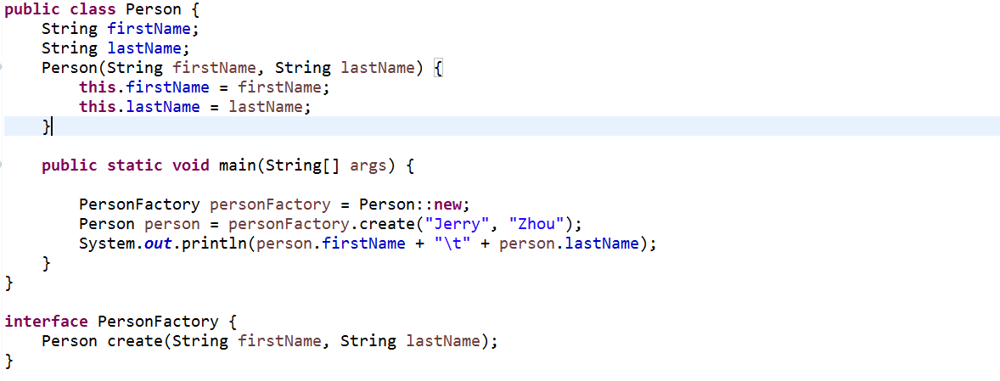 public class Person {
    String firstName;
    String lastName;
    Person(String firstName, String lastName) {
        this.firstName = firstName;
        this.lastName = lastName;
    }
    public static void main(String[] args) {
        PersonFactory personFactory = Person::new;
        Person person = personFactory.create("Jerry", "Zhou");
        System.out.println(person.firstName + "\t" + person.lastName);
    }
}
interface PersonFactory {
    Person create(String firstName, String lastName);
}